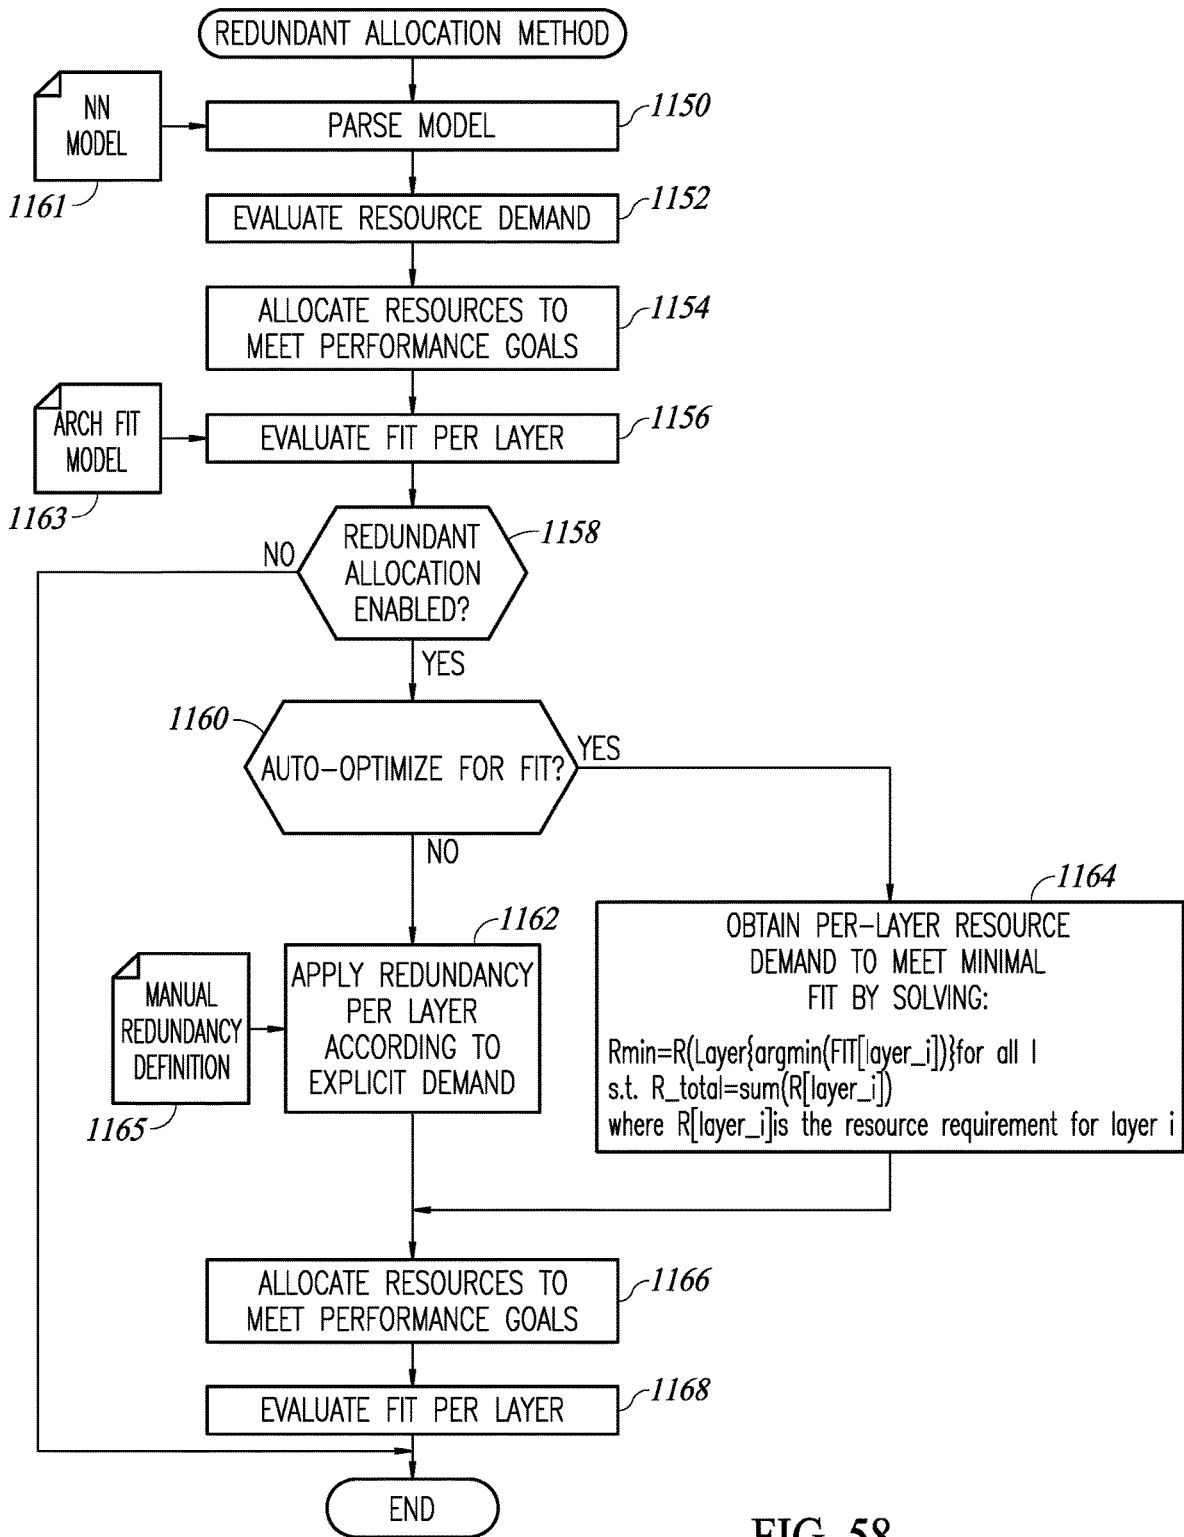 REDUNDANT ALLOCATION METHOD
NN
MODEL
1161
PARSE MODEL
1150
EVALUATE RESOURCE DEMAND
1152
ALLOCATE RESOURCES TO
MEET PERFORMANCE GOALS
1154
ARCH FIT
MODEL
1163
EVALUATE FIT PER LAYER
1156
REDUNDANT
ALLOCATION
ENABLED?
1158
NO
YES
1160
AUTO-OPTIMIZE FOR FIT?
YES
NO
1162
MANUAL
REDUNDANCY
DEFINITION
1165
APPLY REDUNDANCY
PER LAYER
ACCORDING TO
EXPLICIT DEMAND
1164
OBTAIN PER-LAYER RESOURCE
DEMAND TO MEET MINIMAL
FIT BY SOLVING:
Rmin=R(Layer{argmin(FIT[layer_i])}for all I
s.t. R_total=sum(R[layer_i])
where R[layer_i]is the resource requirement for layer i
ALLOCATE RESOURCES TO
MEET PERFORMANCE GOALS
1166
EVALUATE FIT PER LAYER
1168
END
FIG. 58